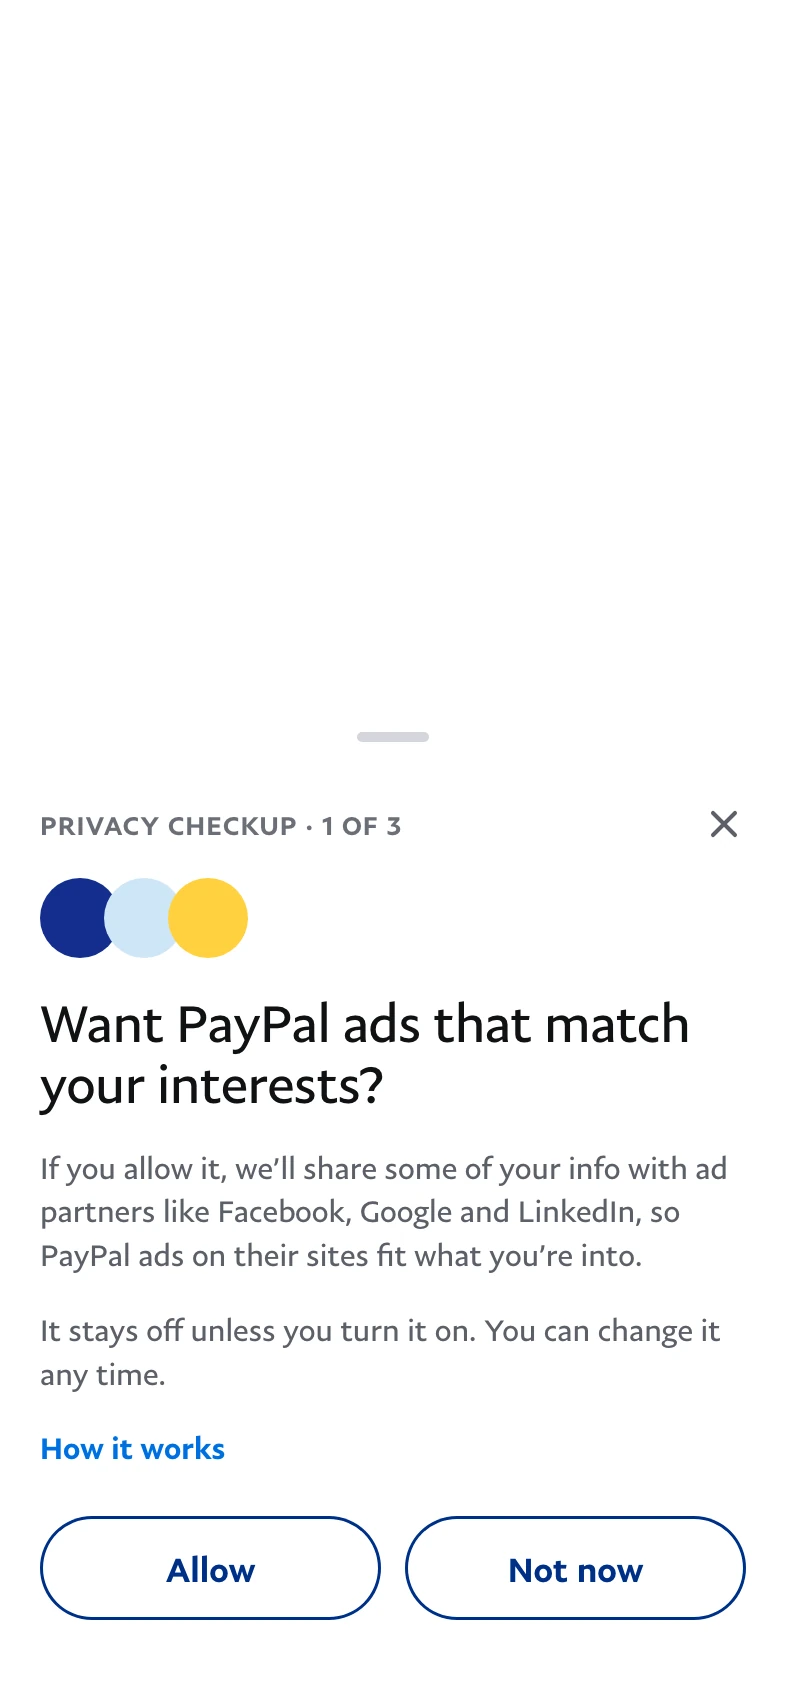 PRIVACY CHECKUP · 1 OF 3
Want PayPal ads that match
your interests?
If you allow it, we’ll share some of your info with ad
partners like Facebook, Google and LinkedIn, so
PayPal ads on their sites fit what you’re into.
It stays off unless you turn it on. You can change it
any time.
How it works
Allow
Not now